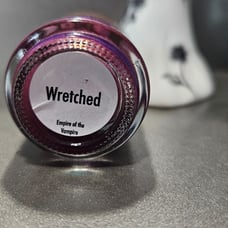 Wretched
Empire of the
Vampire